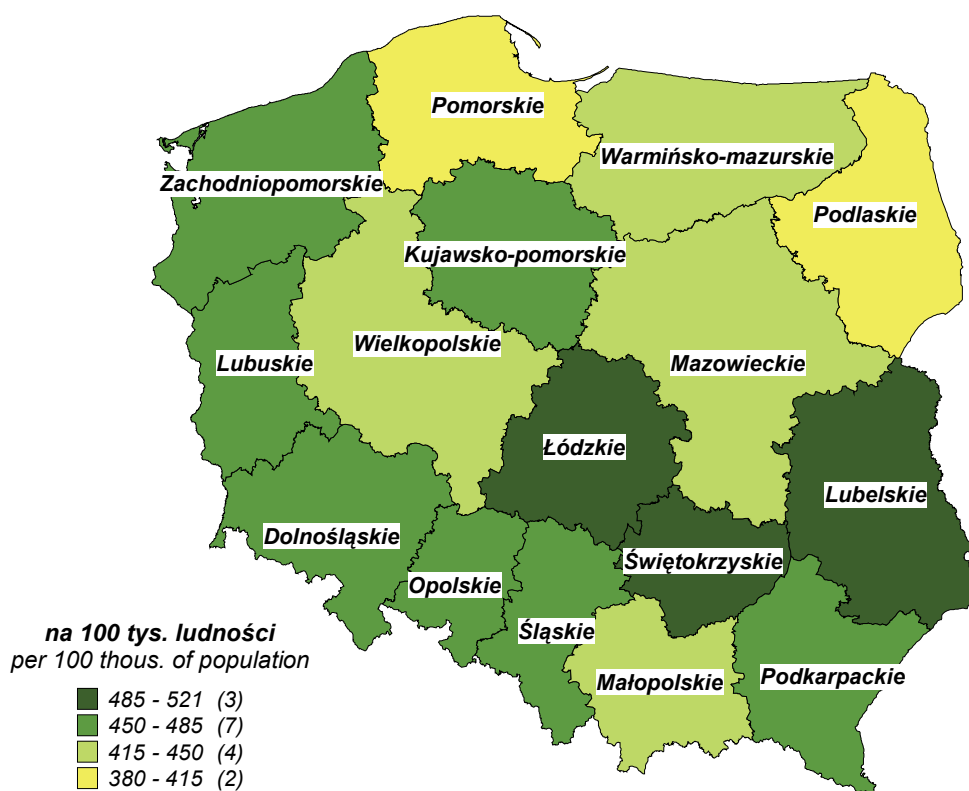 Pomorskie
Warmińsko-mazurskie
Zachodniopomorskie
Podlaskie
Kujawsko-pomorskie
Wielkopolskie
Lubuskie
Mazowieckie
Łódzkie
Lubelskie
Dolnośląskie
Świętokrzyskie
Opolskie
Śląskie
Małopolskie
Podkarpackie
na 100 tys. ludności
per 100 thous. of population
485 - 521 (3)
450 - 485 (7)
415 - 450 (4)
380 - 415 (2)